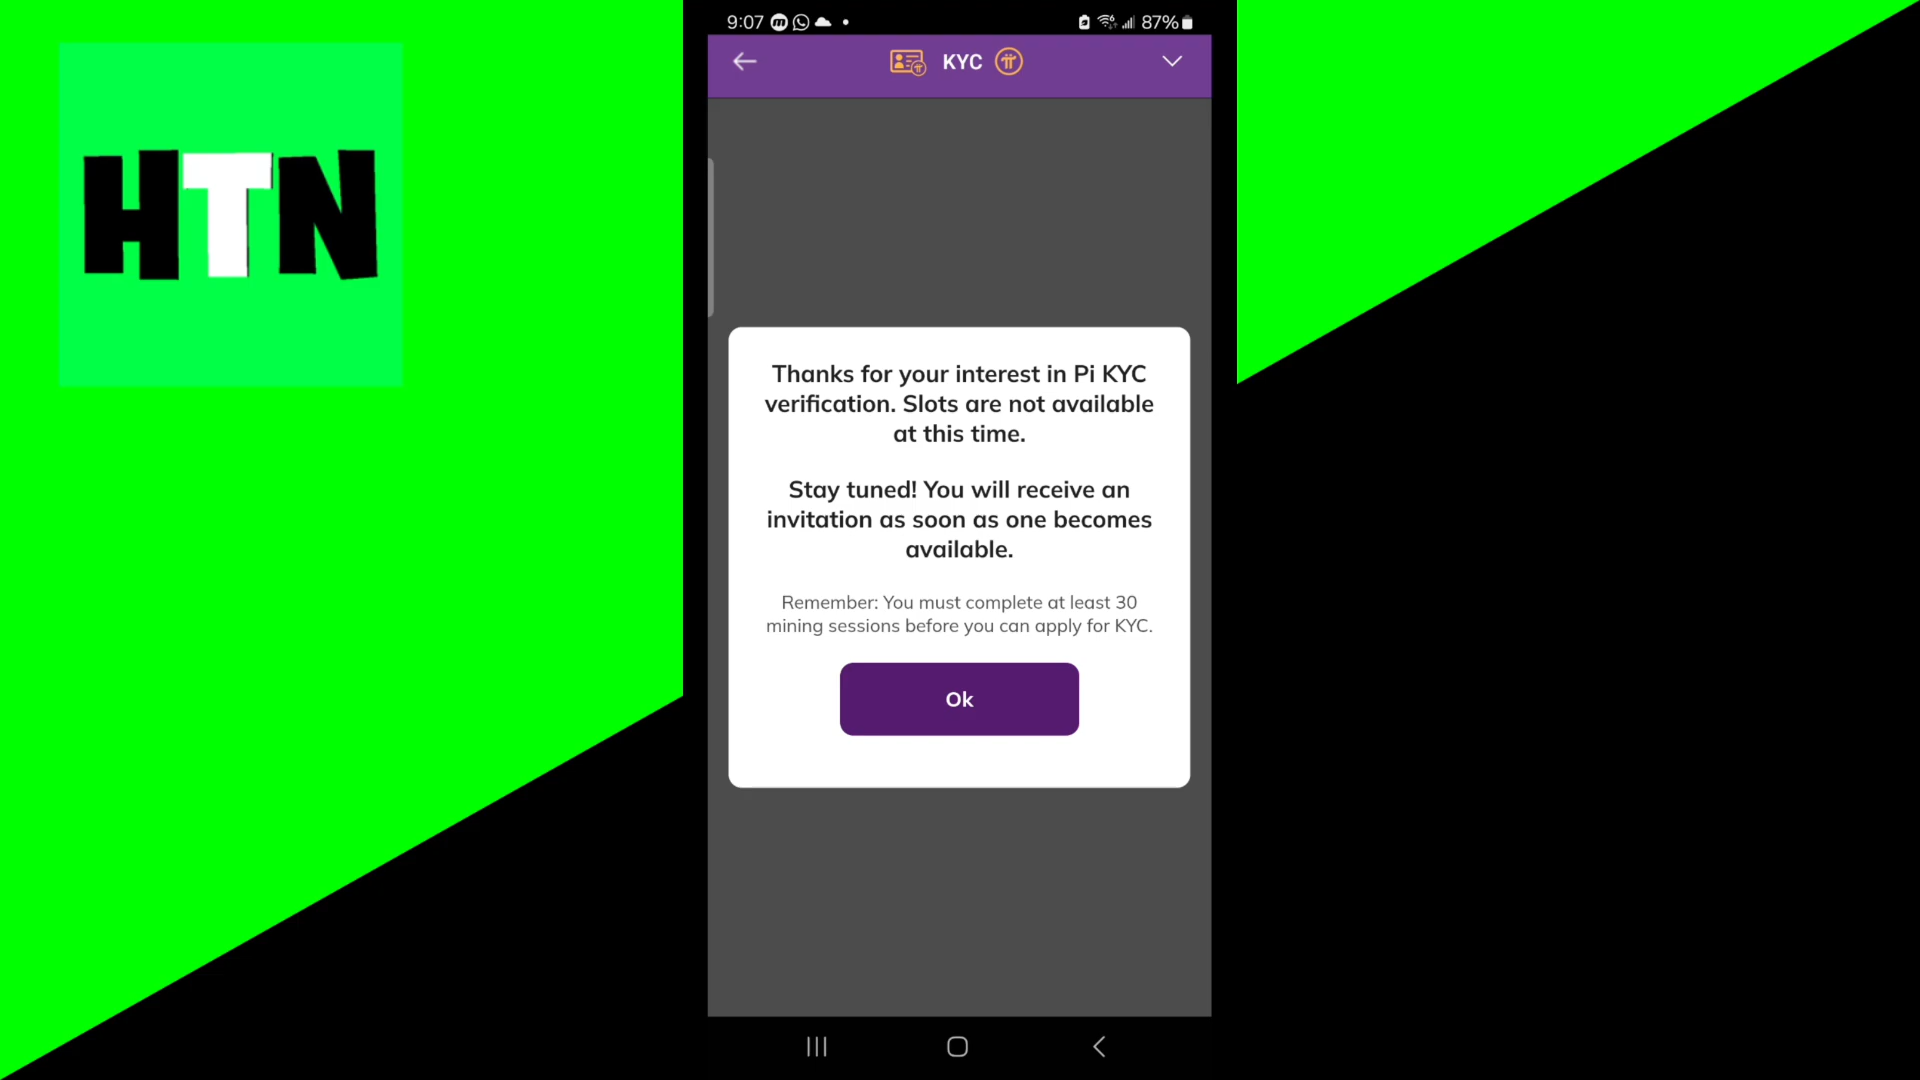 HTN
9:07
87%
KYC
Thanks for your interest in Pi KYC
verification. Slots are not available
at this time.
Stay tuned! You will receive an
invitation as soon as one becomes
available.
Remember: You must complete at least 30
mining sessions before you can apply for KYC.
Ok